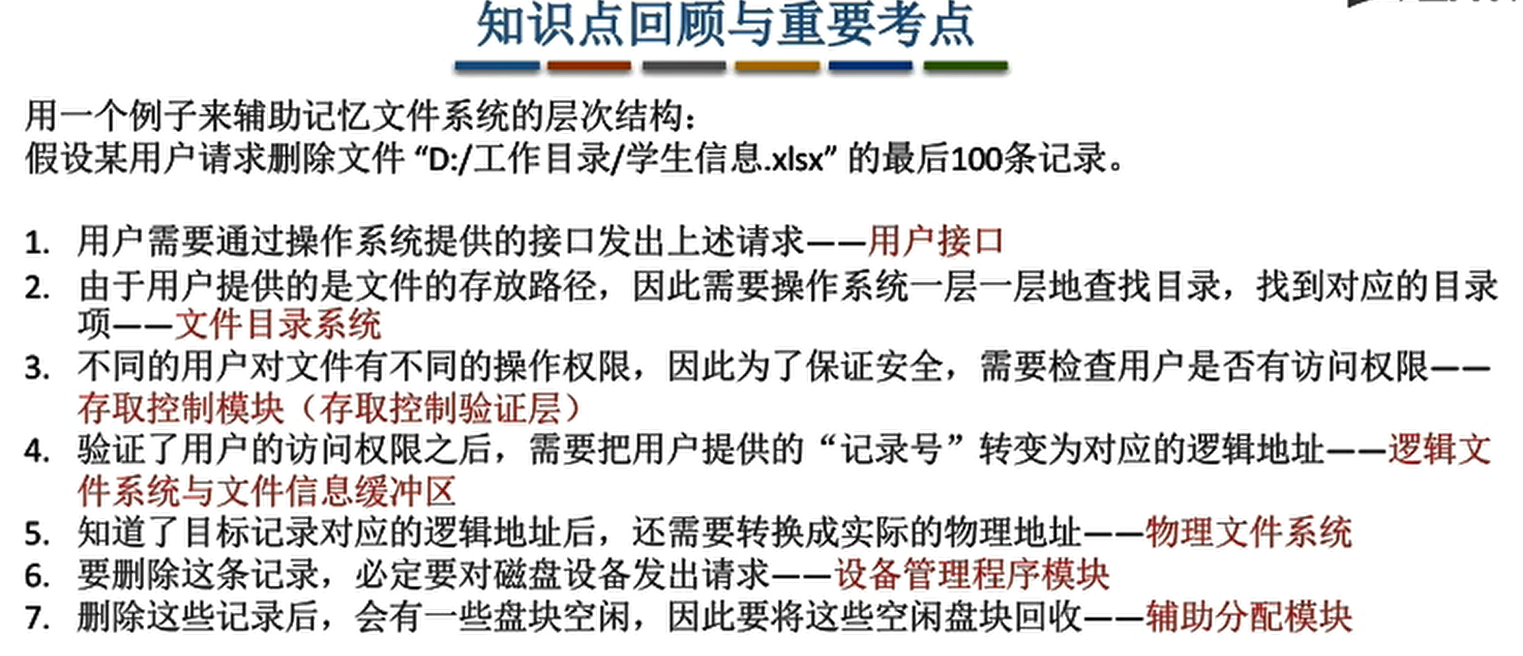 知识点回顾与重要考点
用一个例子来辅助记忆文件系统的层次结构：
假设某用户请求删除文件 “D:/工作目录/学生信息.xlsx” 的最后100条记录。
1. 用户需要通过操作系统提供的接口发出上述请求——用户接口
2. 由于用户提供的是文件的存放路径，因此需要操作系统一层一层地查找目录，找到对应的目录
项——文件目录系统
3. 不同的用户对文件有不同的操作权限，因此为了保证安全，需要检查用户是否有访问权限——
存取控制模块（存取控制验证层）
4. 验证了用户的访问权限之后，需要把用户提供的“记录号”转变为对应的逻辑地址——逻辑文
件系统与文件信息缓冲区
5. 知道了目标记录对应的逻辑地址后，还需要转换成实际的物理地址——物理文件系统
6. 要删除这条记录，必定要对磁盘设备发出请求——设备管理程序模块
7. 删除这些记录后，会有一些盘块空闲，因此要将这些空闲盘块回收——辅助分配模块